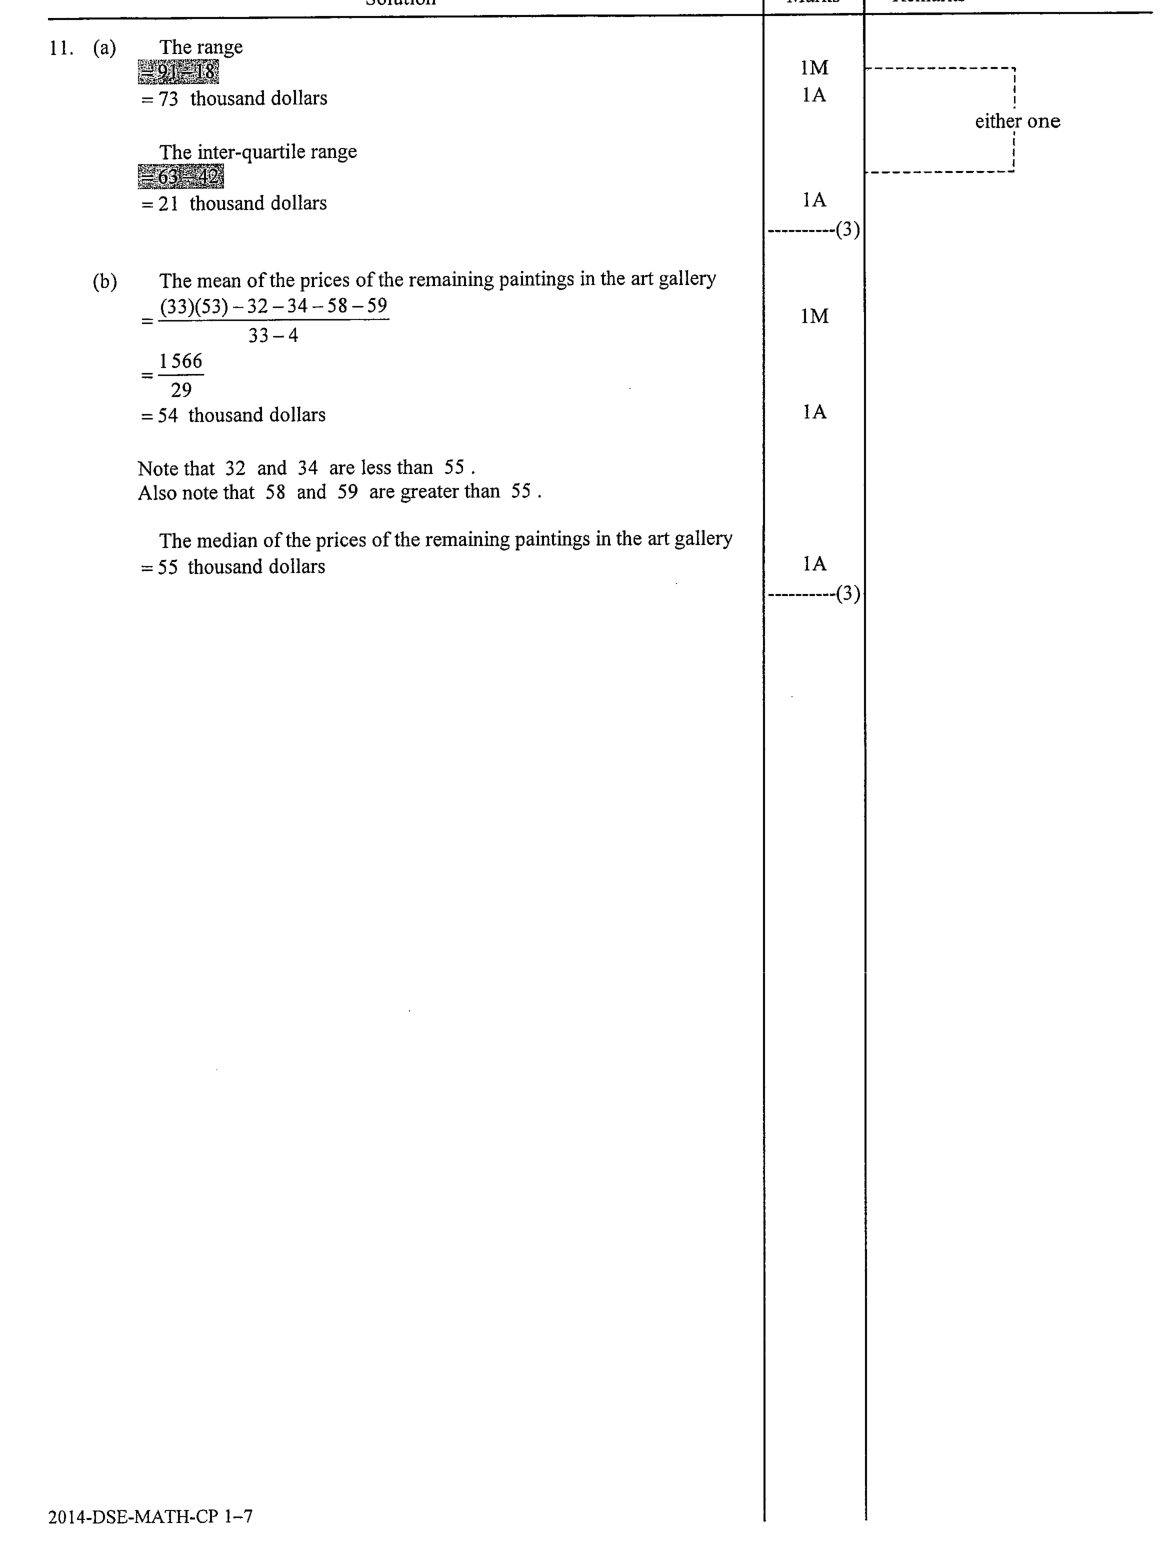 Solution Marks Remarks
11. (a) The range
= 91 – 18 1M
= 73 thousand dollars 1A
either one
The inter-quartile range
= 63 – 42
= 21 thousand dollars 1A
----------(3)
(b) The mean of the prices of the remaining paintings in the art gallery
= (33)(53) – 32 – 34 – 58 – 59 / 33 – 4 1M
= 1 566 / 29
= 54 thousand dollars 1A
Note that 32 and 34 are less than 55 .
Also note that 58 and 59 are greater than 55 .
The median of the prices of the remaining paintings in the art gallery
= 55 thousand dollars 1A
----------(3)
2014-DSE-MATH-CP 1–7